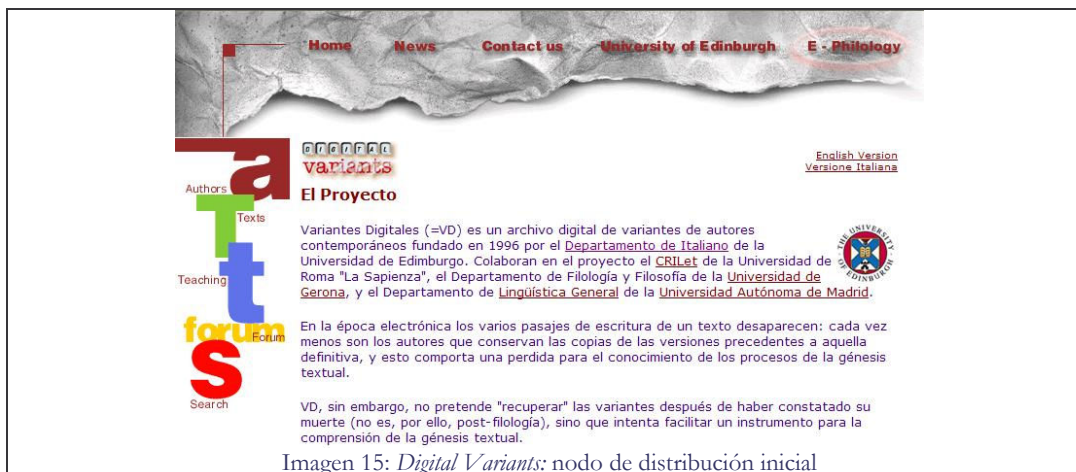 Home News Contact us University of Edinburgh E - Philology
DIGITAL
variants
English Version
Versione Italiana
El Proyecto
a
Authors
T
Texts
t
Teaching
forum
Forum
S
Search
Variantes Digitales (=VD) es un archivo digital de variantes de autores
contemporáneos fundado en 1996 por el Departamento de Italiano de la
Universidad de Edimburgo. Colaboran en el proyecto el CRILet de la Universidad de
Roma "La Sapienza", el Departamento de Filología y Filosofía de la Universidad de
Gerona, y el Departamento de Lingüística General de la Universidad Autónoma de Madrid.
THE UNIVERSITY OF EDINBURGH
En la época electrónica los varios pasajes de escritura de un texto desaparecen: cada vez
menos son los autores que conservan las copias de las versiones precedentes a aquella
definitiva, y esto comporta una perdida para el conocimiento de los procesos de la génesis
textual.
VD, sin embargo, no pretende "recuperar" las variantes después de haber constatado su
muerte (no es, por ello, post-filología), sino que intenta facilitar un instrumento para la
comprensión de la génesis textual.
Imagen 15: Digital Variants: nodo de distribución inicial